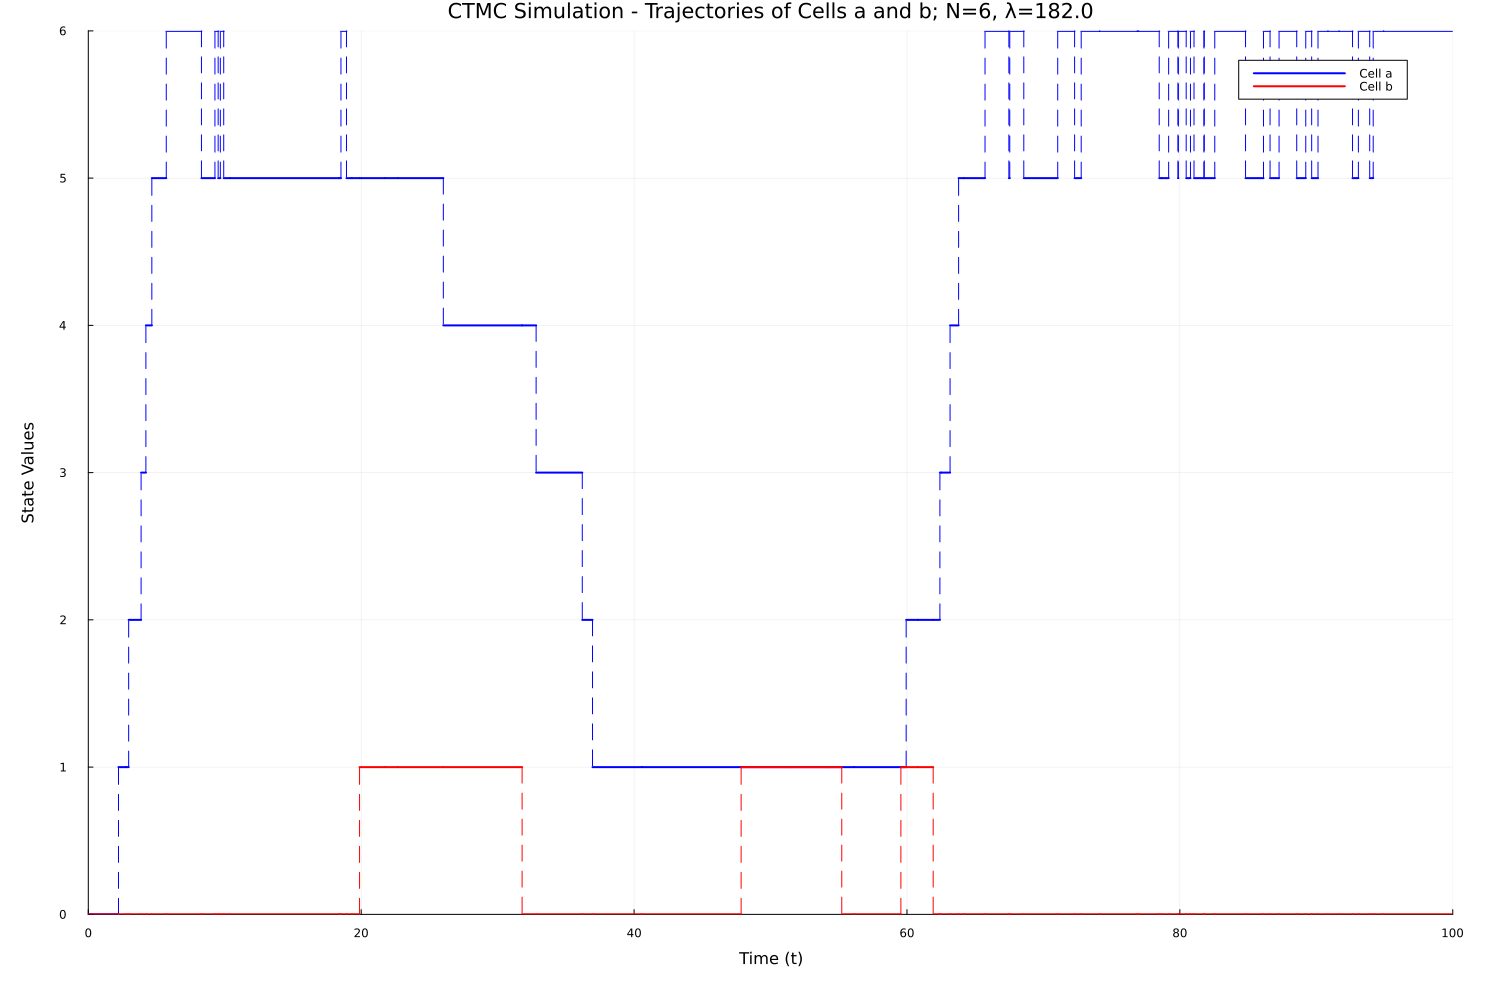 CTMC Simulation - Trajectories of Cells a and b; N=6, λ=182.0
6
Cell a
Cell b
5
4
State Values
3
2
1
0
0 20 40 60 80 100
Time (t)